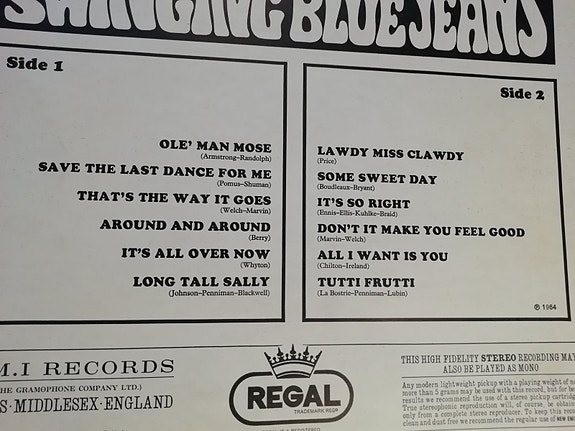 SWINGING BLUE JEANS
Side 1
OLE' MAN MOSE
(Armstrong-Randolph)
SAVE THE LAST DANCE FOR ME
(Pomus-Shuman)
THAT'S THE WAY IT GOES
(Welch-Marvin)
AROUND AND AROUND
(Berry)
IT'S ALL OVER NOW
(Whyton)
LONG TALL SALLY
(Johnson-Penniman-Blackwell)
Side 2
LAWDY MISS CLAWDY
(Price)
SOME SWEET DAY
(Boudleaux-Bryant)
IT'S SO RIGHT
(Ennis-Ellis-Kuhlke-Braid)
DON'T IT MAKE YOU FEEL GOOD
(Marvin-Welch)
ALL I WANT IS YOU
(Chilton-Ireland)
TUTTI FRUTTI
(La Bostrie-Penniman-Lubin)
℗ 1964
M.I RECORDS
(THE GRAMOPHONE COMPANY LTD.)
S·MIDDLESEX·ENGLAND
REGAL
TRADE MARK REGD
THIS HIGH FIDELITY STEREO RECORDING MAY
ALSO BE PLAYED AS MONO
Any modern lightweight pickup with a playing weight of no
more than 5 grams may be used with this record, but for be
results we recommend the use of a stereo pickup cartridge
True stereophonic reproduction will, of course, be obtain
only from a complete stereo reproducer. To keep this reco
clean and dust free we recommend the regular use of